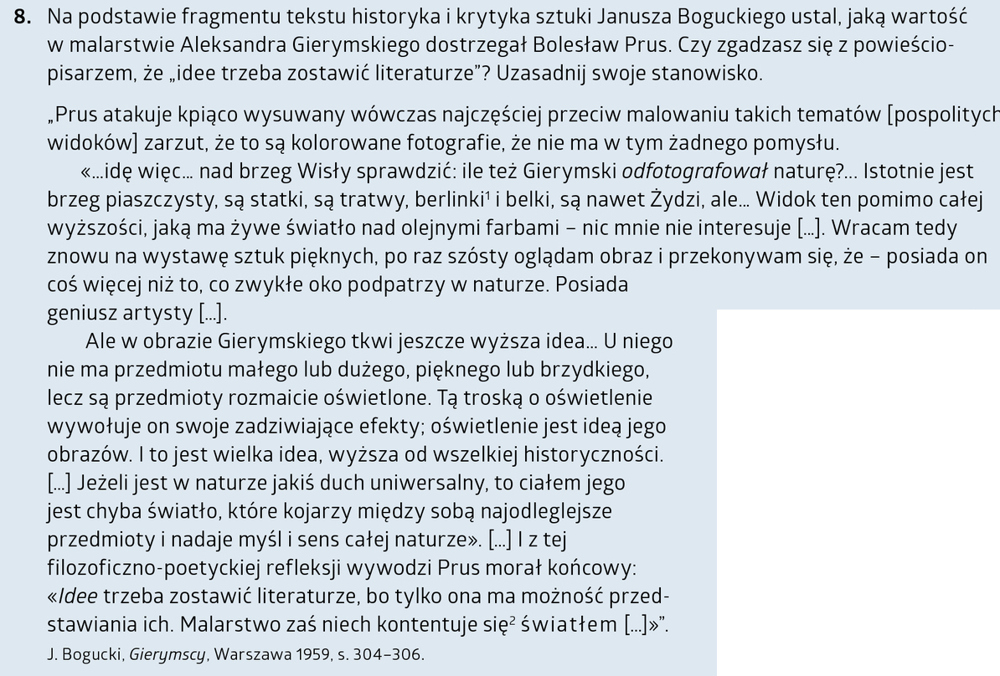 8. Na podstawie fragmentu tekstu historyka i krytyka sztuki Janusza Boguckiego ustal, jaką wartość
w malarstwie Aleksandra Gierymskiego dostrzegał Bolesław Prus. Czy zgadzasz się z powieścio-
pisarzem, że „idee trzeba zostawić literaturze”? Uzasadnij swoje stanowisko.
„Prus atakuje kpiąco wysuwany wówczas najczęściej przeciw malowaniu takich tematów [pospolitych
widoków] zarzut, że to są kolorowane fotografie, że nie ma w tym żadnego pomysłu.
«...idę więc... nad brzeg Wisły sprawdzić: ile też Gierymski odfotografował naturę?... Istotnie jest
brzeg piaszczysty, są statki, są tratwy, berlinki¹ i belki, są nawet Żydzi, ale... Widok ten pomimo całej
wyższości, jaką ma żywe światło nad olejnymi farbami – nic mnie nie interesuje [...]. Wracam tedy
znowu na wystawę sztuk pięknych, po raz szósty oglądam obraz i przekonywam się, że – posiada on
coś więcej niż to, co zwykłe oko podpatrzy w naturze. Posiada
geniusz artysty [...].
Ale w obrazie Gierymskiego tkwi jeszcze wyższa idea... U niego
nie ma przedmiotu małego lub dużego, pięknego lub brzydkiego,
lecz są przedmioty rozmaicie oświetlone. Tą troską o oświetlenie
wywołuje on swoje zadziwiające efekty; oświetlenie jest ideą jego
obrazów. I to jest wielka idea, wyższa od wszelkiej historyczności.
[...] Jeżeli jest w naturze jakiś duch uniwersalny, to ciałem jego
jest chyba światło, które kojarzy między sobą najodleglejsze
przedmioty i nadaje myśl i sens całej naturze». [...] I z tej
filozoficzno-poetyckiej refleksji wywodzi Prus morał końcowy:
«Idee trzeba zostawić literaturze, bo tylko ona ma możność przed-
stawiania ich. Malarstwo zaś niech kontentuje się² światłem [...]»”.
J. Bogucki, Gierymscy, Warszawa 1959, s. 304–306.